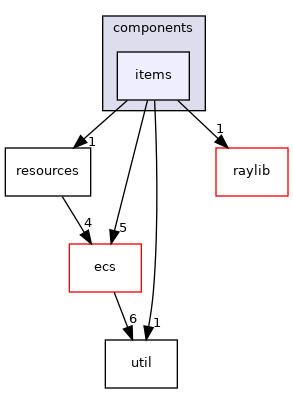 components
items
1
1
resources
raylib
4
5
ecs
6
1
util